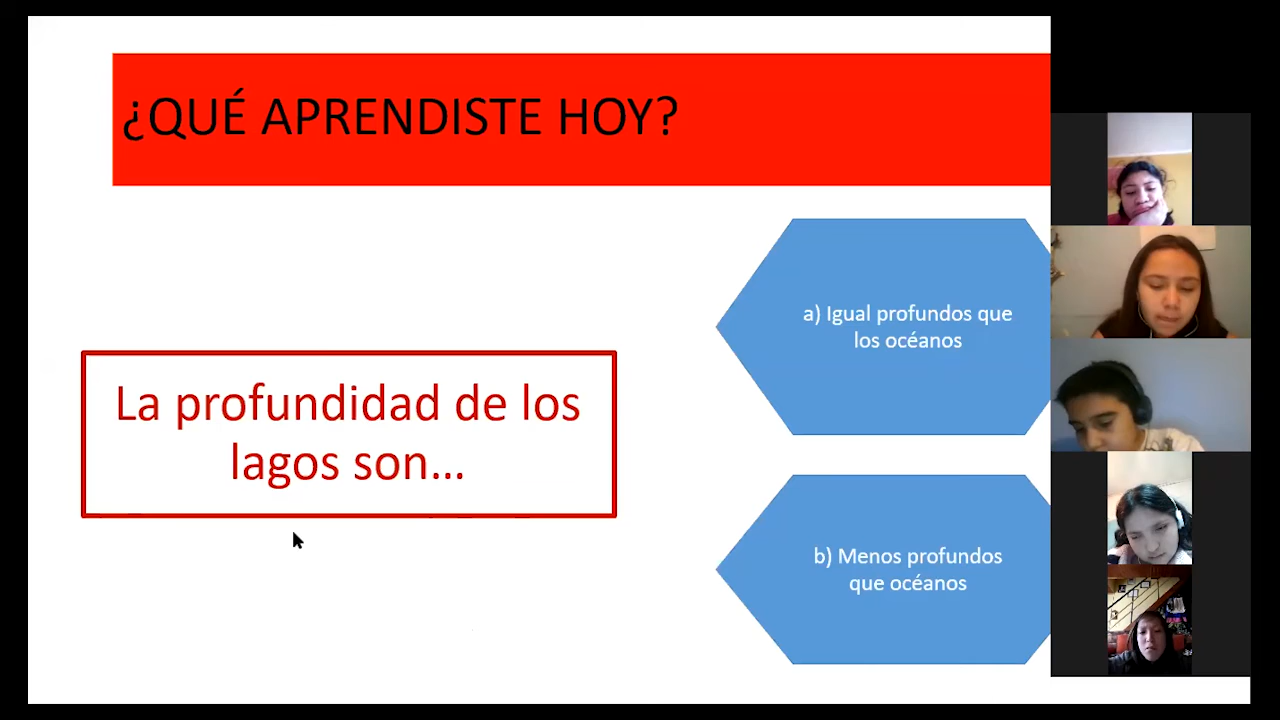 ¿QUÉ APRENDISTE HOY?
La profundidad de los
lagos son...
a) Igual profundos que
los océanos
b) Menos profundos
que océanos